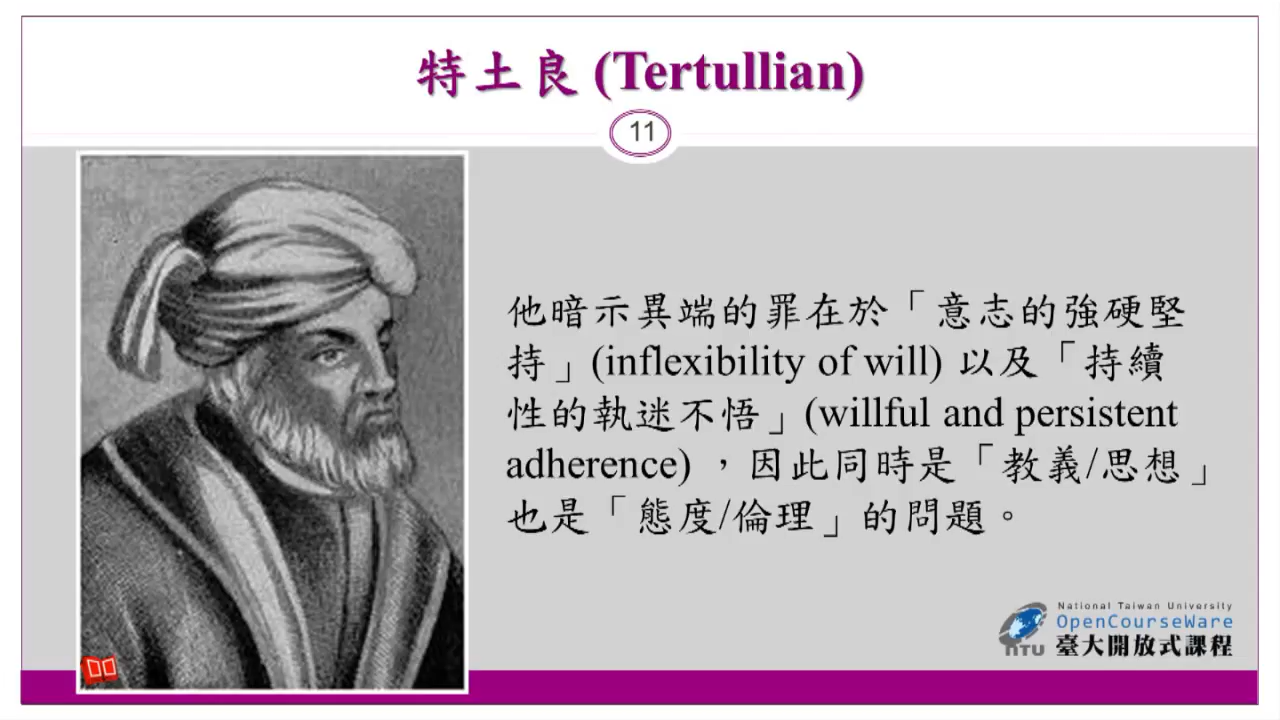 特土良 (Tertullian)
11
他暗示異端的罪在於「意志的強硬堅
持」(inflexibility of will) 以及「持續
性的執迷不悟」(willful and persistent
adherence) ,因此同時是「教義/思想」
也是「態度/倫理」的問題。
National Taiwan University
OpenCourseWare
NTU 臺大開放式課程